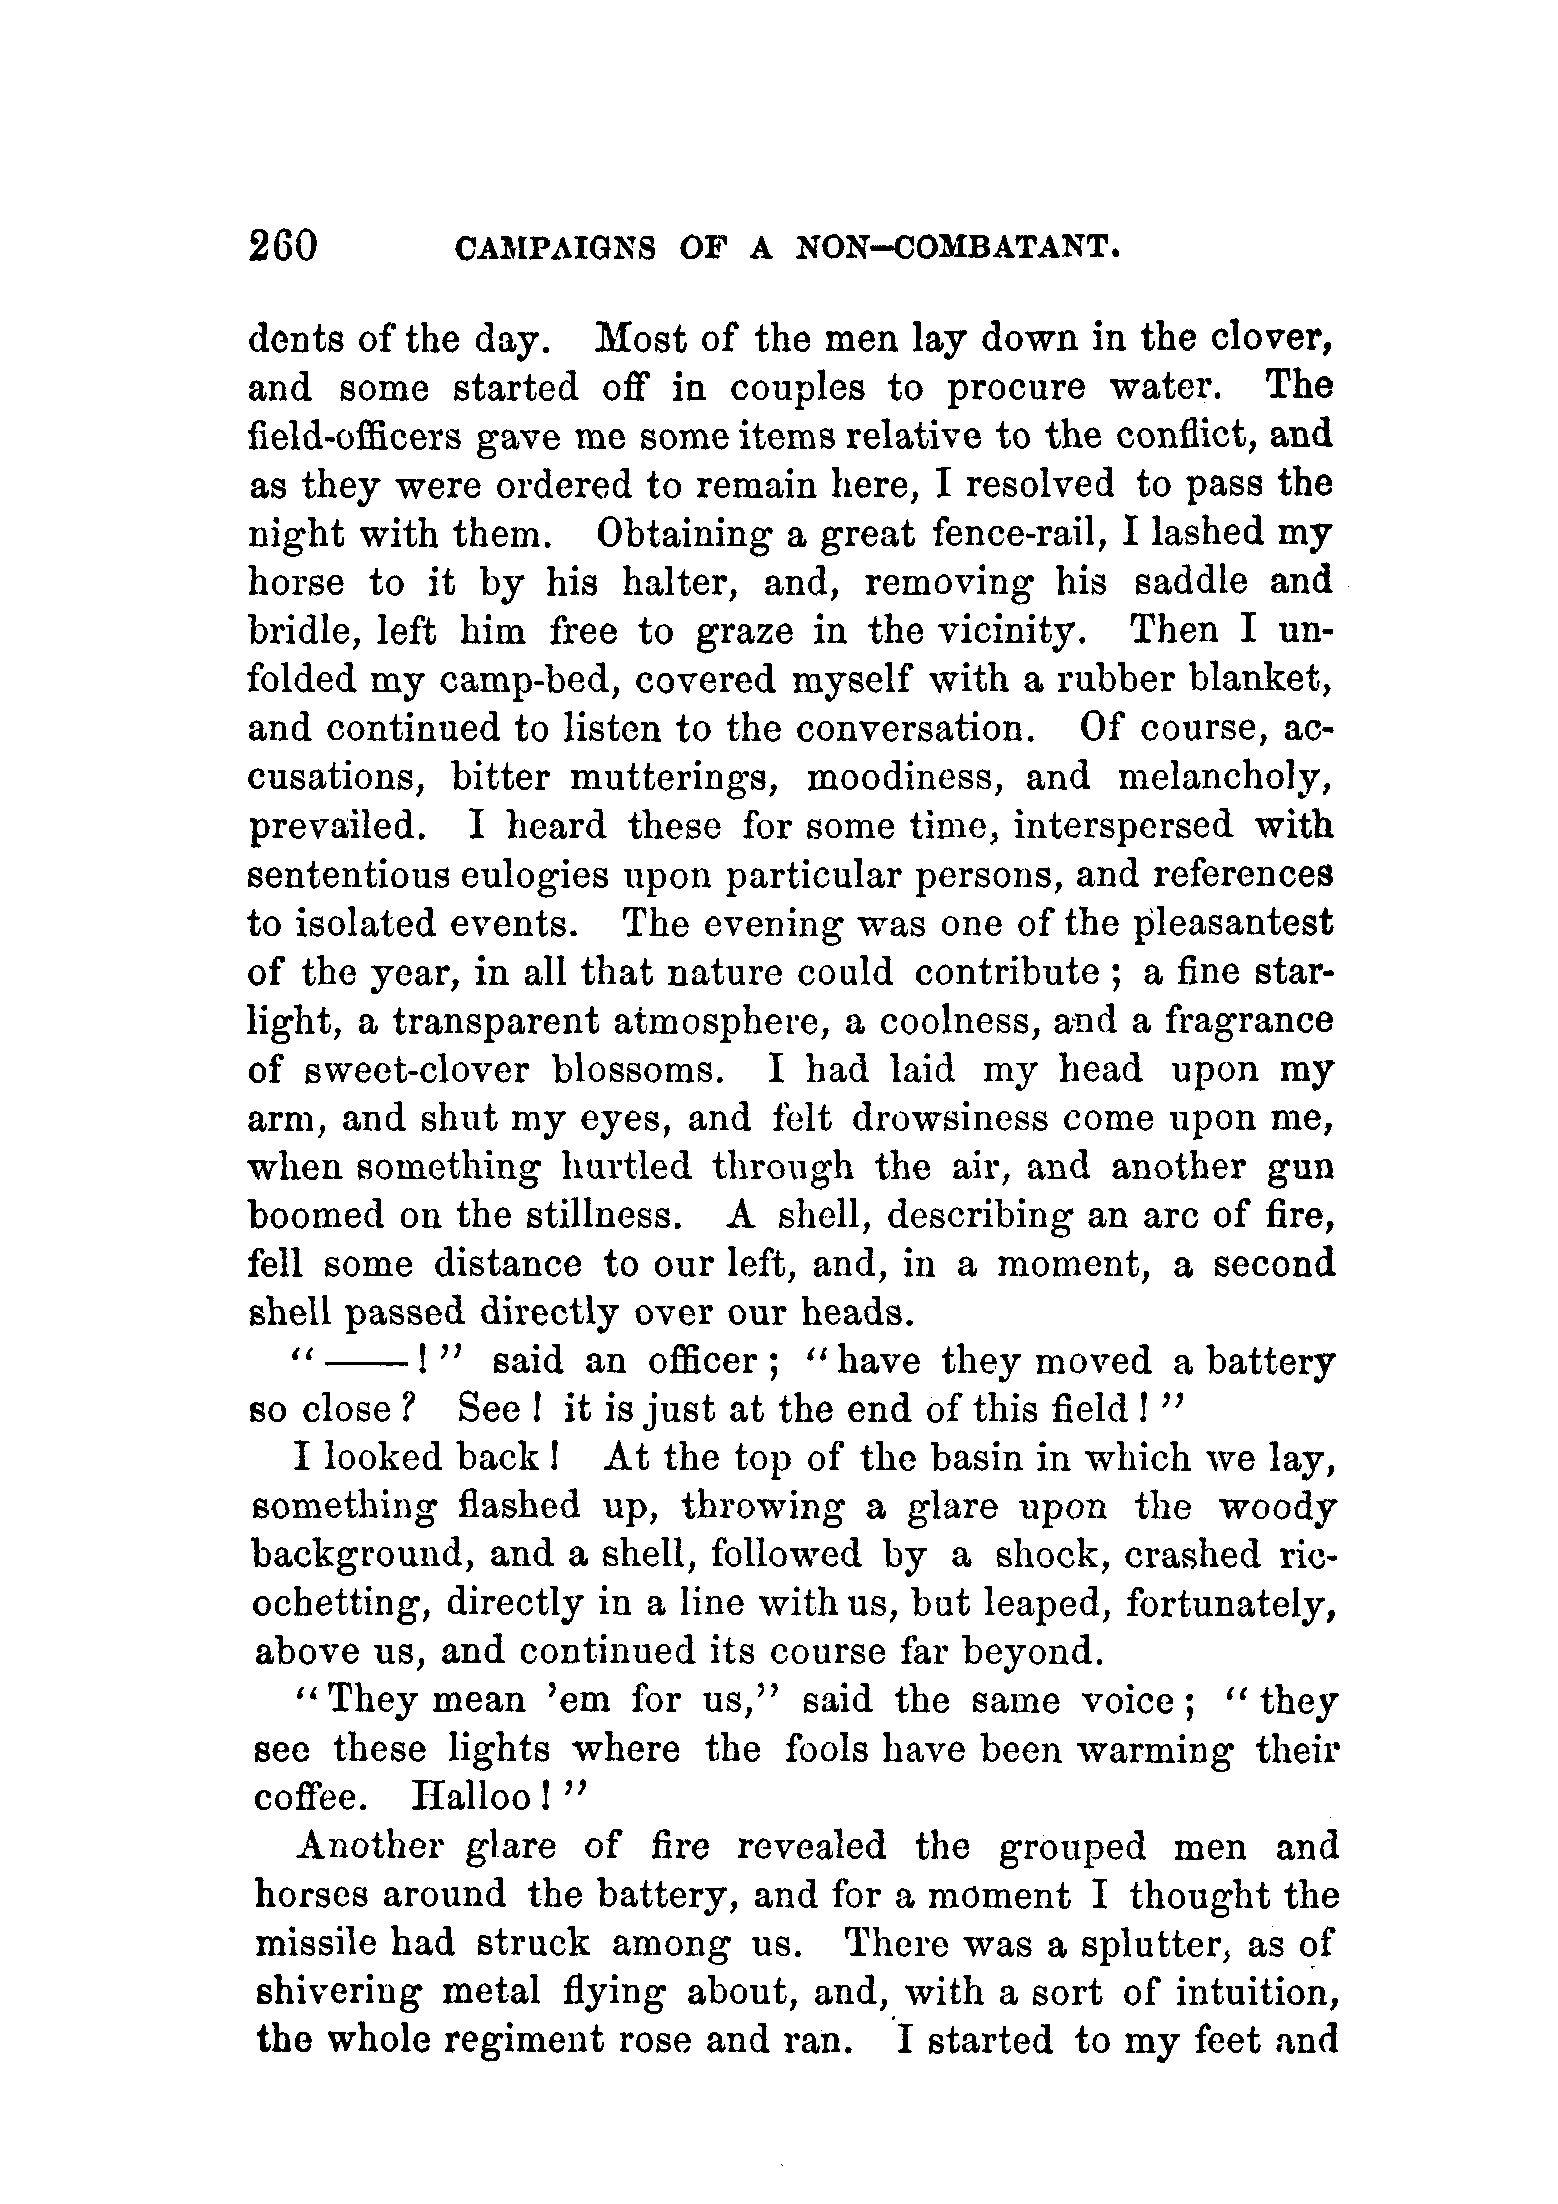 260 CAMPAIGNS OF A NON-COMBATANT.
dents of the day. Most of the men lay down in the clover,
and some started off in couples to procure water. The
field-officers gave me some items relative to the conflict, and
as they were ordered to remain here, I resolved to pass the
night with them. Obtaining a great fence-rail, I lashed my
horse to it by his halter, and, removing his saddle and
bridle, left him free to graze in the vicinity. Then I un-
folded my camp-bed, covered myself with a rubber blanket,
and continued to listen to the conversation. Of course, ac-
cusations, bitter mutterings, moodiness, and melancholy,
prevailed. I heard these for some time, interspersed with
sententious eulogies upon particular persons, and references
to isolated events. The evening was one of the pleasantest
of the year, in all that nature could contribute; a fine star-
light, a transparent atmosphere, a coolness, and a fragrance
of sweet-clover blossoms. I had laid my head upon my
arm, and shut my eyes, and felt drowsiness come upon me,
when something hurtled through the air, and another gun
boomed on the stillness. A shell, describing an arc of fire,
fell some distance to our left, and, in a moment, a second
shell passed directly over our heads.
"——!" said an officer; "have they moved a battery
so close? See! it is just at the end of this field!"
I looked back! At the top of the basin in which we lay,
something flashed up, throwing a glare upon the woody
background, and a shell, followed by a shock, crashed ric-
ochetting, directly in a line with us, but leaped, fortunately,
above us, and continued its course far beyond.
"They mean 'em for us," said the same voice; "they
see these lights where the fools have been warming their
coffee. Halloo!"
Another glare of fire revealed the grouped men and
horses around the battery, and for a moment I thought the
missile had struck among us. There was a splutter, as of
shivering metal flying about, and, with a sort of intuition,
the whole regiment rose and ran. I started to my feet and